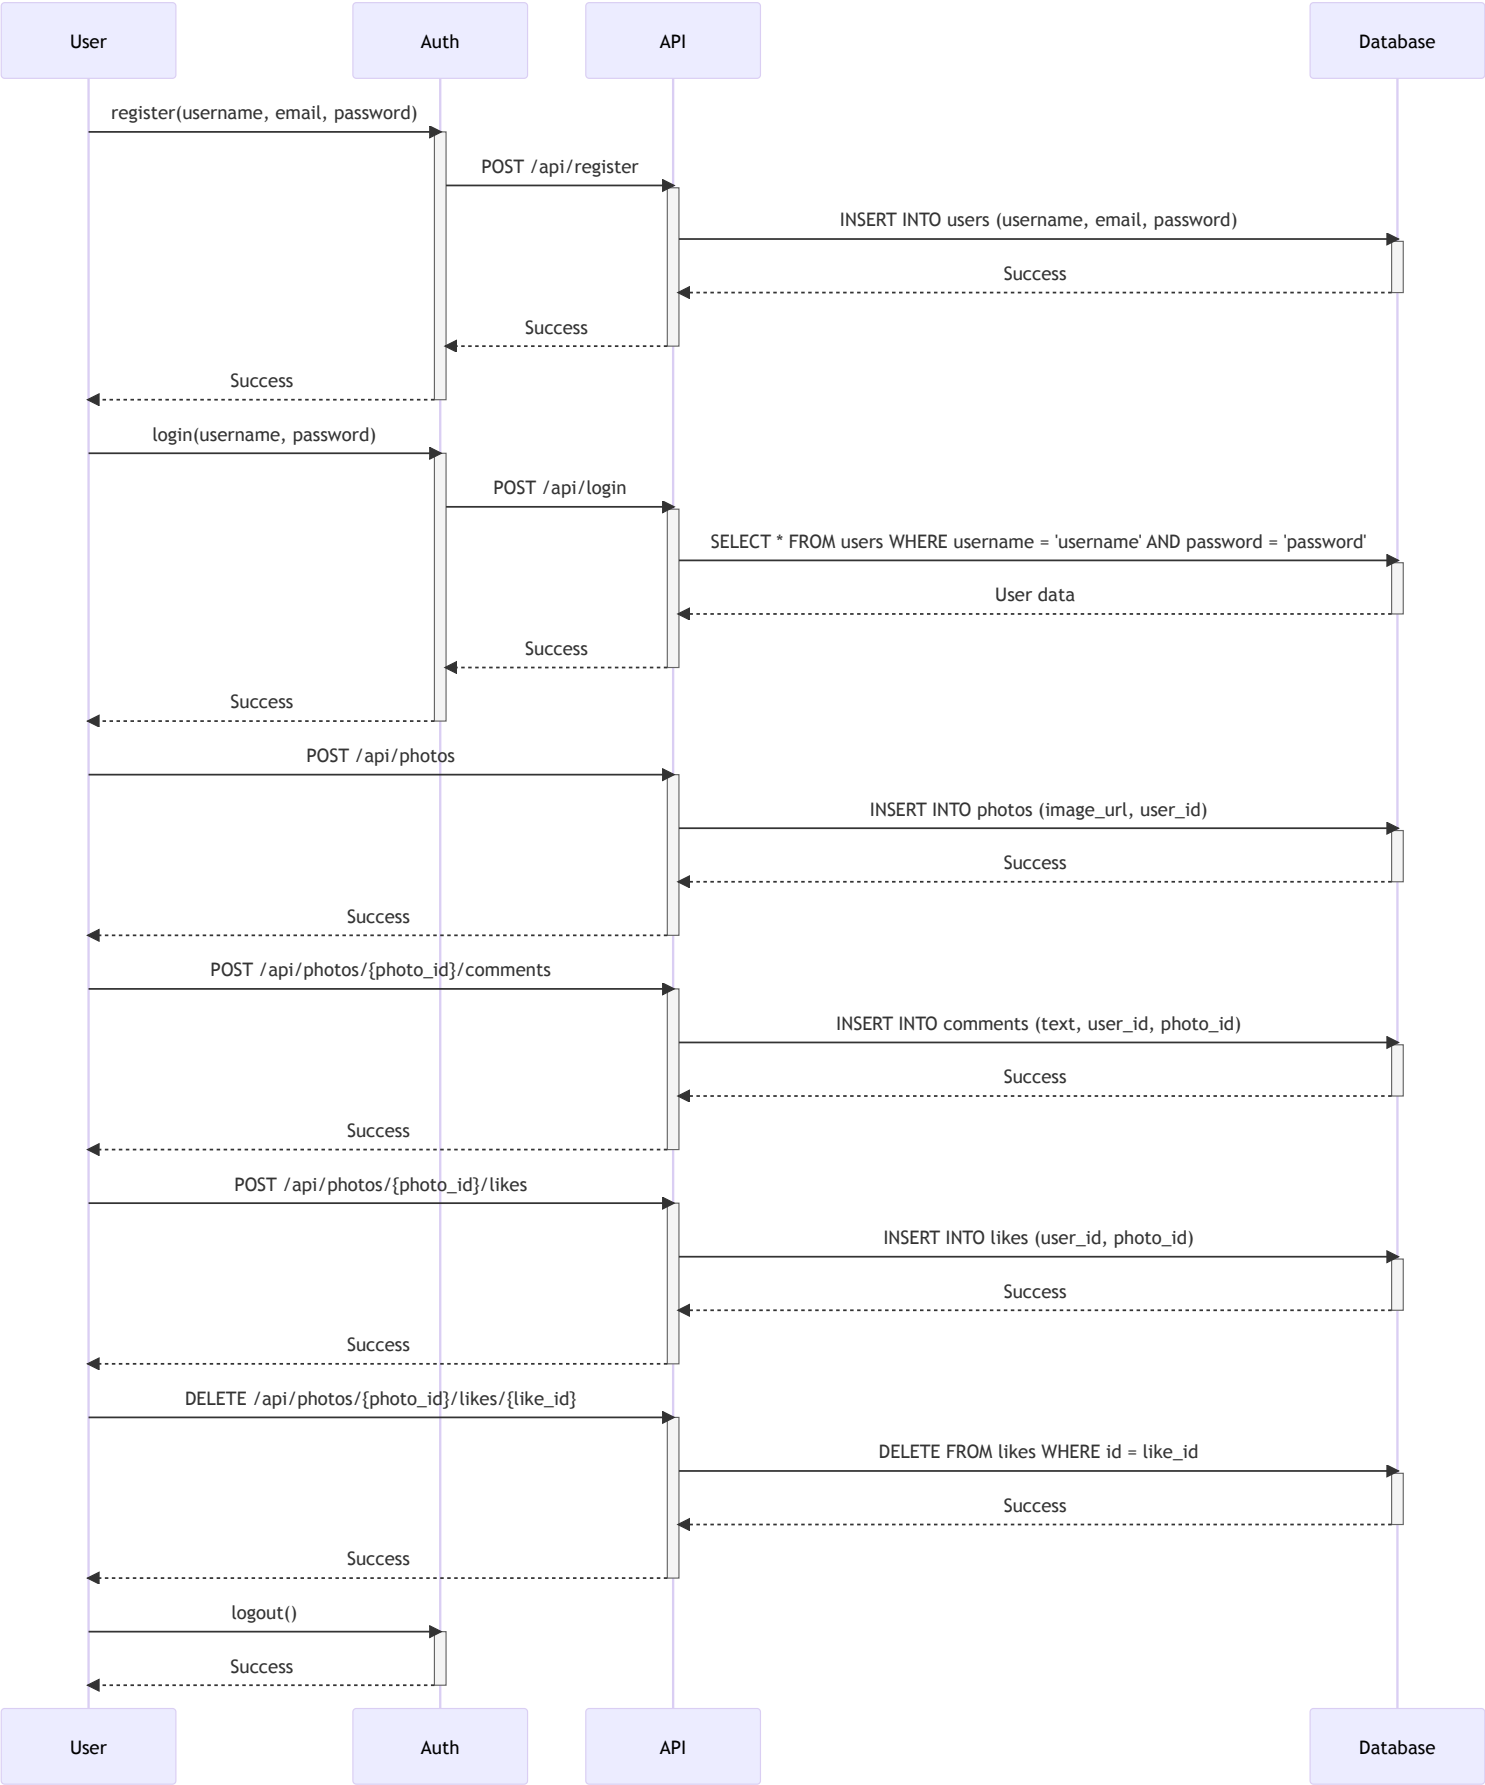 User
Auth
API
Database
register(username, email, password)
POST /api/register
INSERT INTO users (username, email, password)
Success
Success
Success
login(username, password)
POST /api/login
SELECT * FROM users WHERE username = 'username' AND password = 'password'
User data
Success
Success
POST /api/photos
INSERT INTO photos (image_url, user_id)
Success
Success
POST /api/photos/{photo_id}/comments
INSERT INTO comments (text, user_id, photo_id)
Success
Success
POST /api/photos/{photo_id}/likes
INSERT INTO likes (user_id, photo_id)
Success
Success
DELETE /api/photos/{photo_id}/likes/{like_id}
DELETE FROM likes WHERE id = like_id
Success
Success
logout()
Success
User
Auth
API
Database